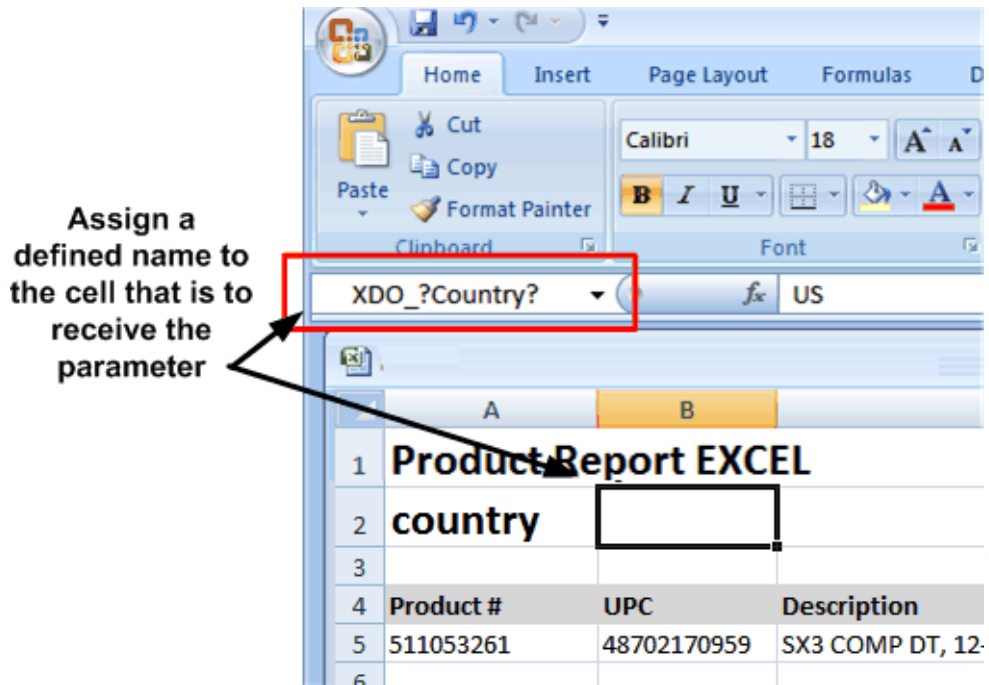 Home Insert Page Layout Formulas D
Cut
Copy
Paste
Format Painter
Calibri 18 A A
B I U A
Clipboard Font
Assign a
defined name to
the cell that is to
receive the
parameter
XDO_?Country? fx US
A B
1 Product Report EXCEL
2 country
3
4 Product # UPC Description
5 511053261 48702170959 SX3 COMP DT, 12-
6